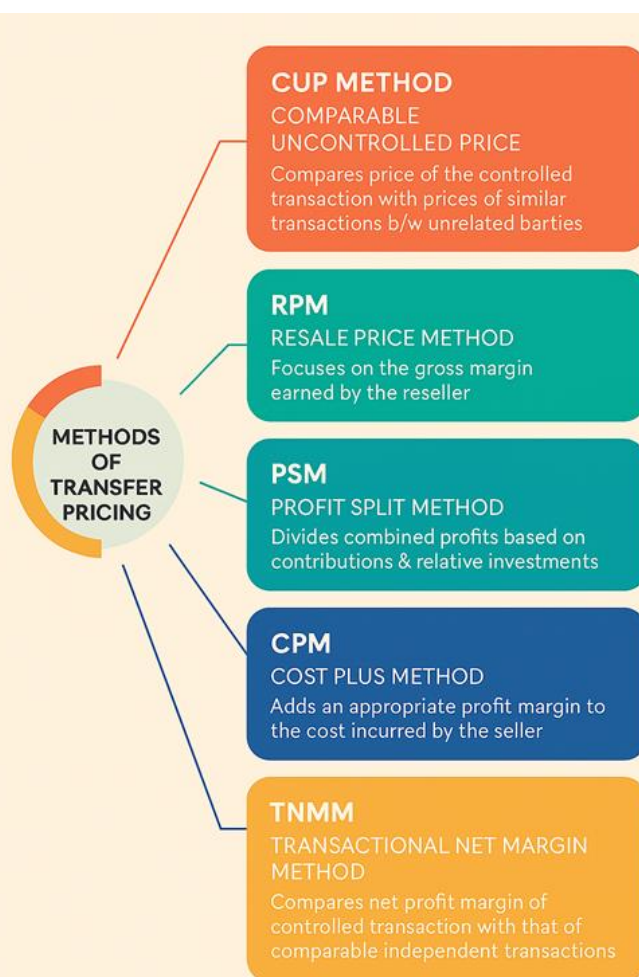 CUP METHOD
COMPARABLE
UNCONTROLLED PRICE
Compares price of the controlled
transaction with prices of similar
transactions b/w unrelated barties
RPM
RESALE PRICE METHOD
Focuses on the gross margin
earned by the reseller
METHODS
OF
TRANSFER
PRICING
PSM
PROFIT SPLIT METHOD
Divides combined profits based on
contributions & relative investments
CPM
COST PLUS METHOD
Adds an appropriate profit margin to
the cost incurred by the seller
TNMM
TRANSACTIONAL NET MARGIN
METHOD
Compares net profit margin of
controlled transaction with that of
comparable independent transactions